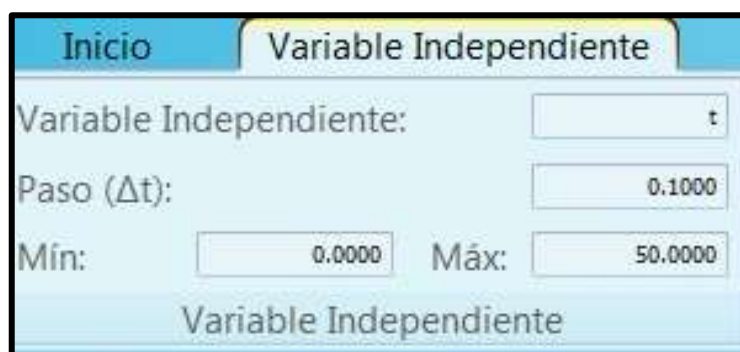 Inicio Variable Independiente
Variable Independiente: t
Paso (Δt): 0.1000
Mín: 0.0000 Máx: 50.0000
Variable Independiente